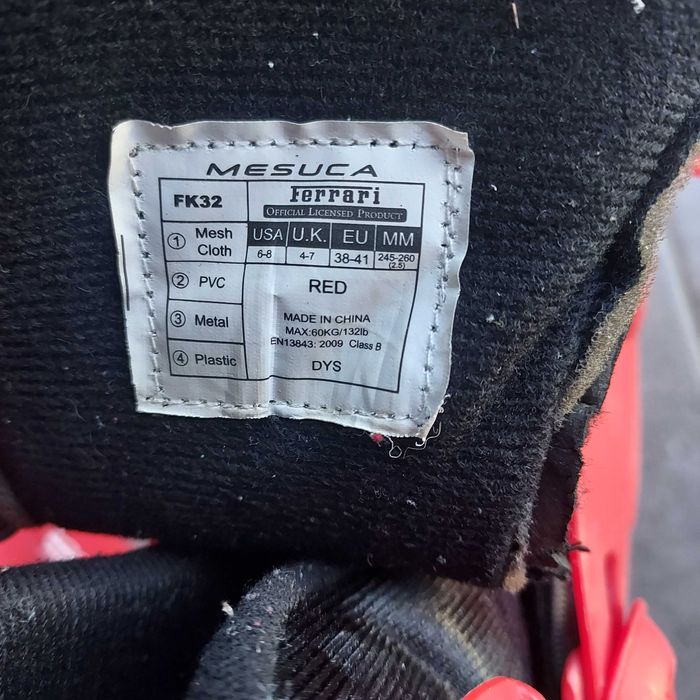 MESUCA
FK32
Ferrari
OFFICIAL LICENSED PRODUCT
① Mesh Cloth
USA U.K. EU MM
6-8 4-7 38-41 245-260 (2.5)
② PVC
RED
③ Metal
MADE IN CHINA
MAX:60KG/132lb
EN13843: 2009 Class B
④ Plastic
DYS